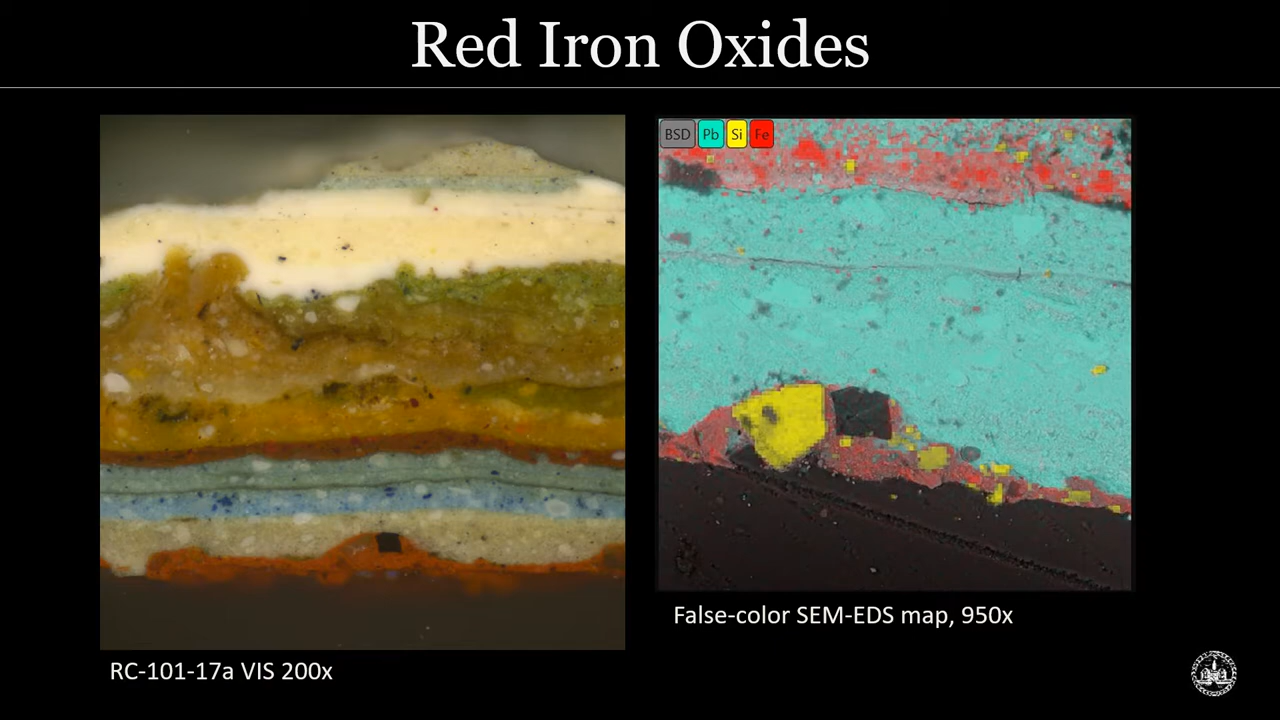 Red Iron Oxides
BSD Pb Si Fe
False-color SEM-EDS map, 950x
RC-101-17a VIS 200x